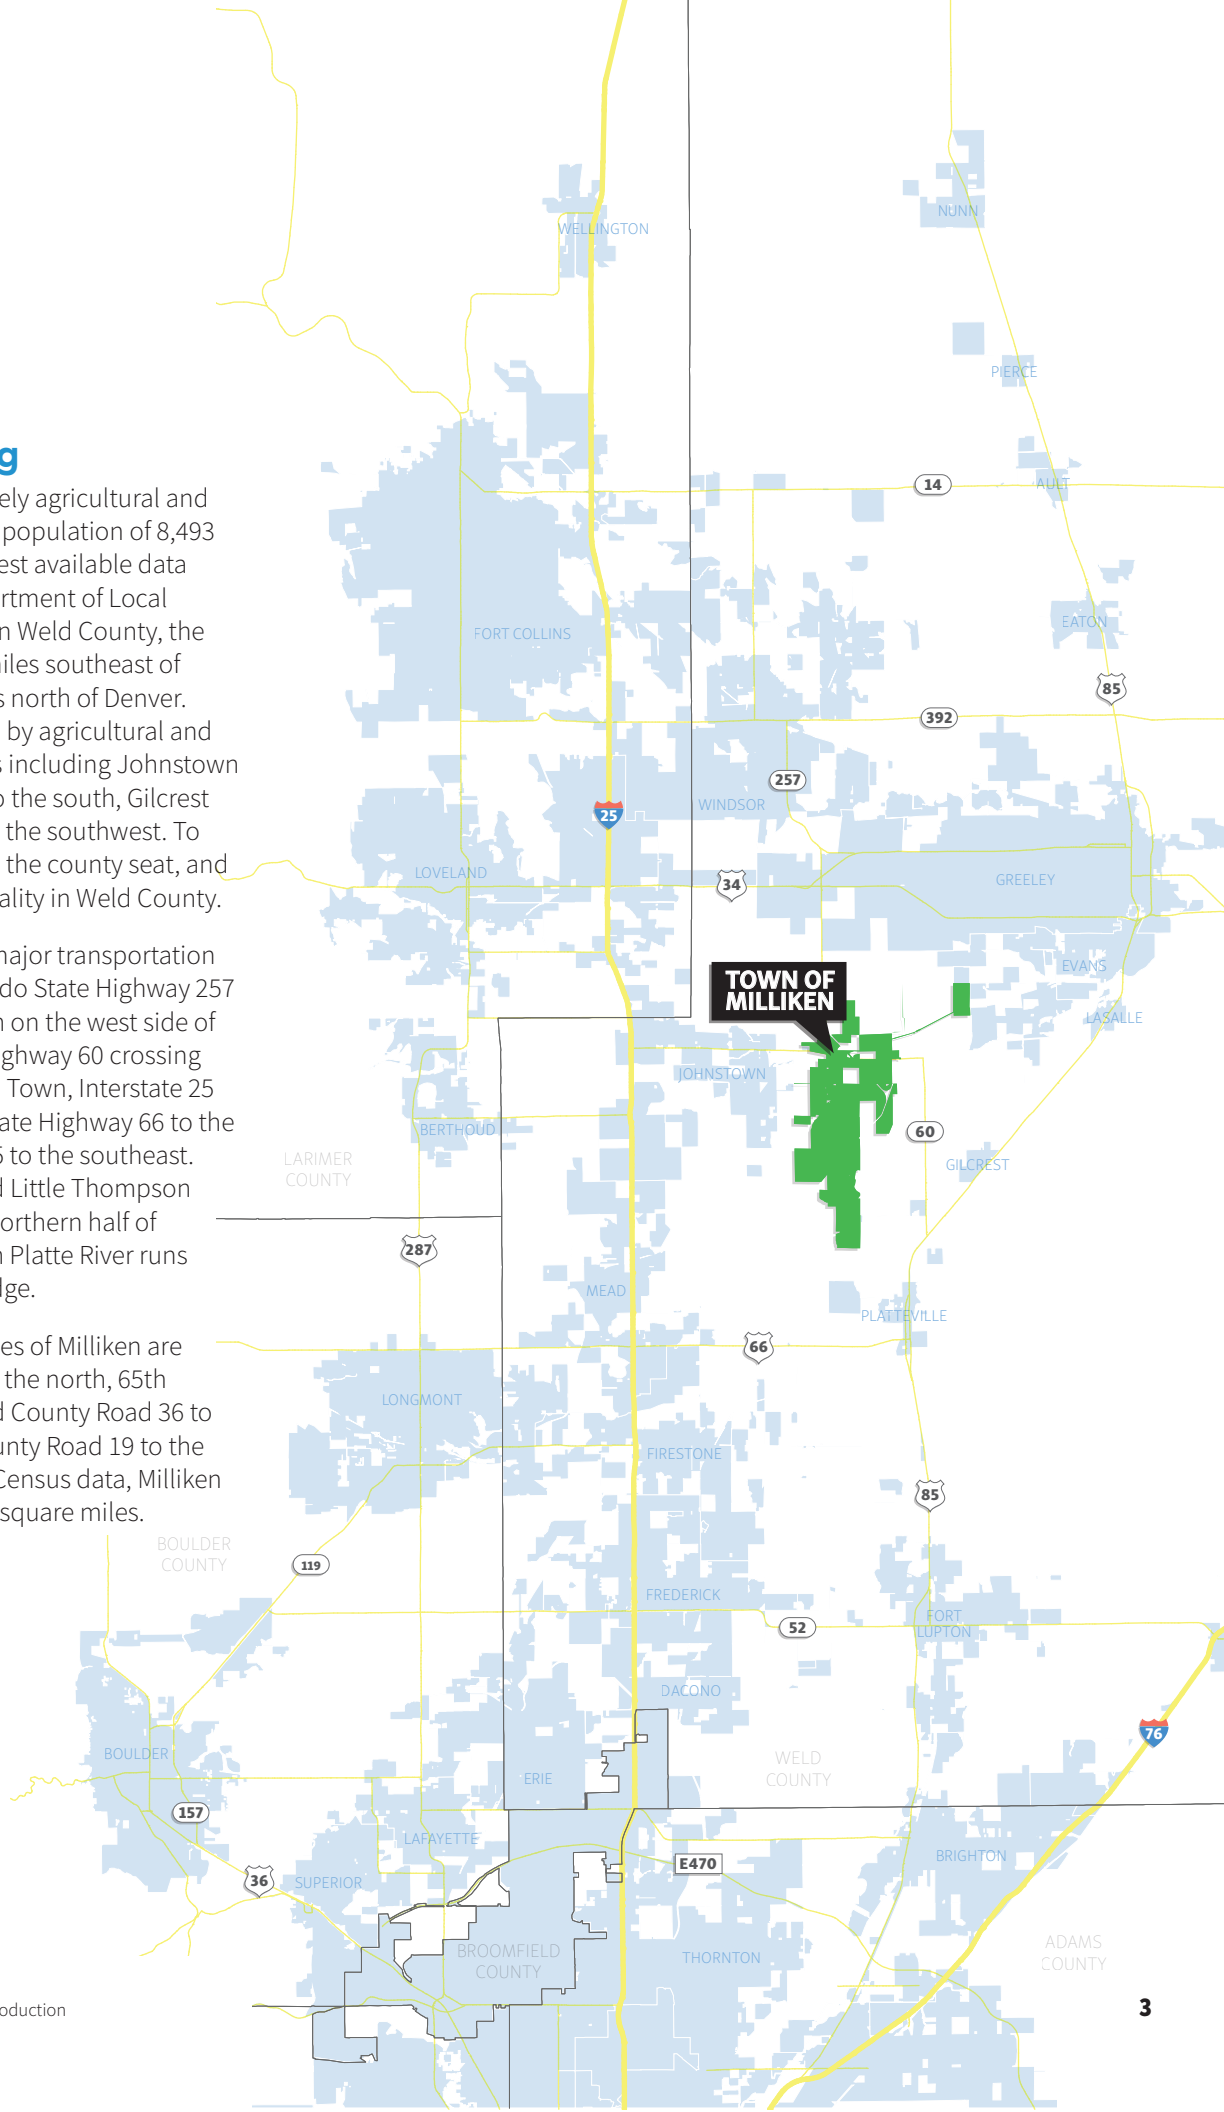 g
ely agricultural and
population of 8,493
est available data
rtment of Local
n Weld County, the
iles southeast of
s north of Denver.
by agricultural and
s including Johnstown
o the south, Gilcrest
the southwest. To
the county seat, and
ality in Weld County.
major transportation
do State Highway 257
n on the west side of
ighway 60 crossing
Town, Interstate 25
ate Highway 66 to the
5 to the southeast.
d Little Thompson
orthern half of
h Platte River runs
dge.
es of Milliken are
the north, 65th
d County Road 36 to
unty Road 19 to the
Census data, Milliken
square miles.
WELLINGTON
NUNN
PIERCE
14
AULT
FORT COLLINS
EATON
85
392
257
WINDSOR
25
LOVELAND
34
GREELEY
EVANS
TOWN OF
MILLIKEN
LASALLE
JOHNSTOWN
BERTHOUD
60
LARIMER
COUNTY
GILCREST
287
MEAD
PLATTEVILLE
66
LONGMONT
FIRESTONE
85
BOULDER
COUNTY
119
FREDERICK
52
FORT
LUPTON
DACONO
76
BOULDER
WELD
COUNTY
ERIE
157
LAFAYETTE
E470
BRIGHTON
36
SUPERIOR
BROOMFIELD
COUNTY
THORNTON
ADAMS
COUNTY
oduction
3